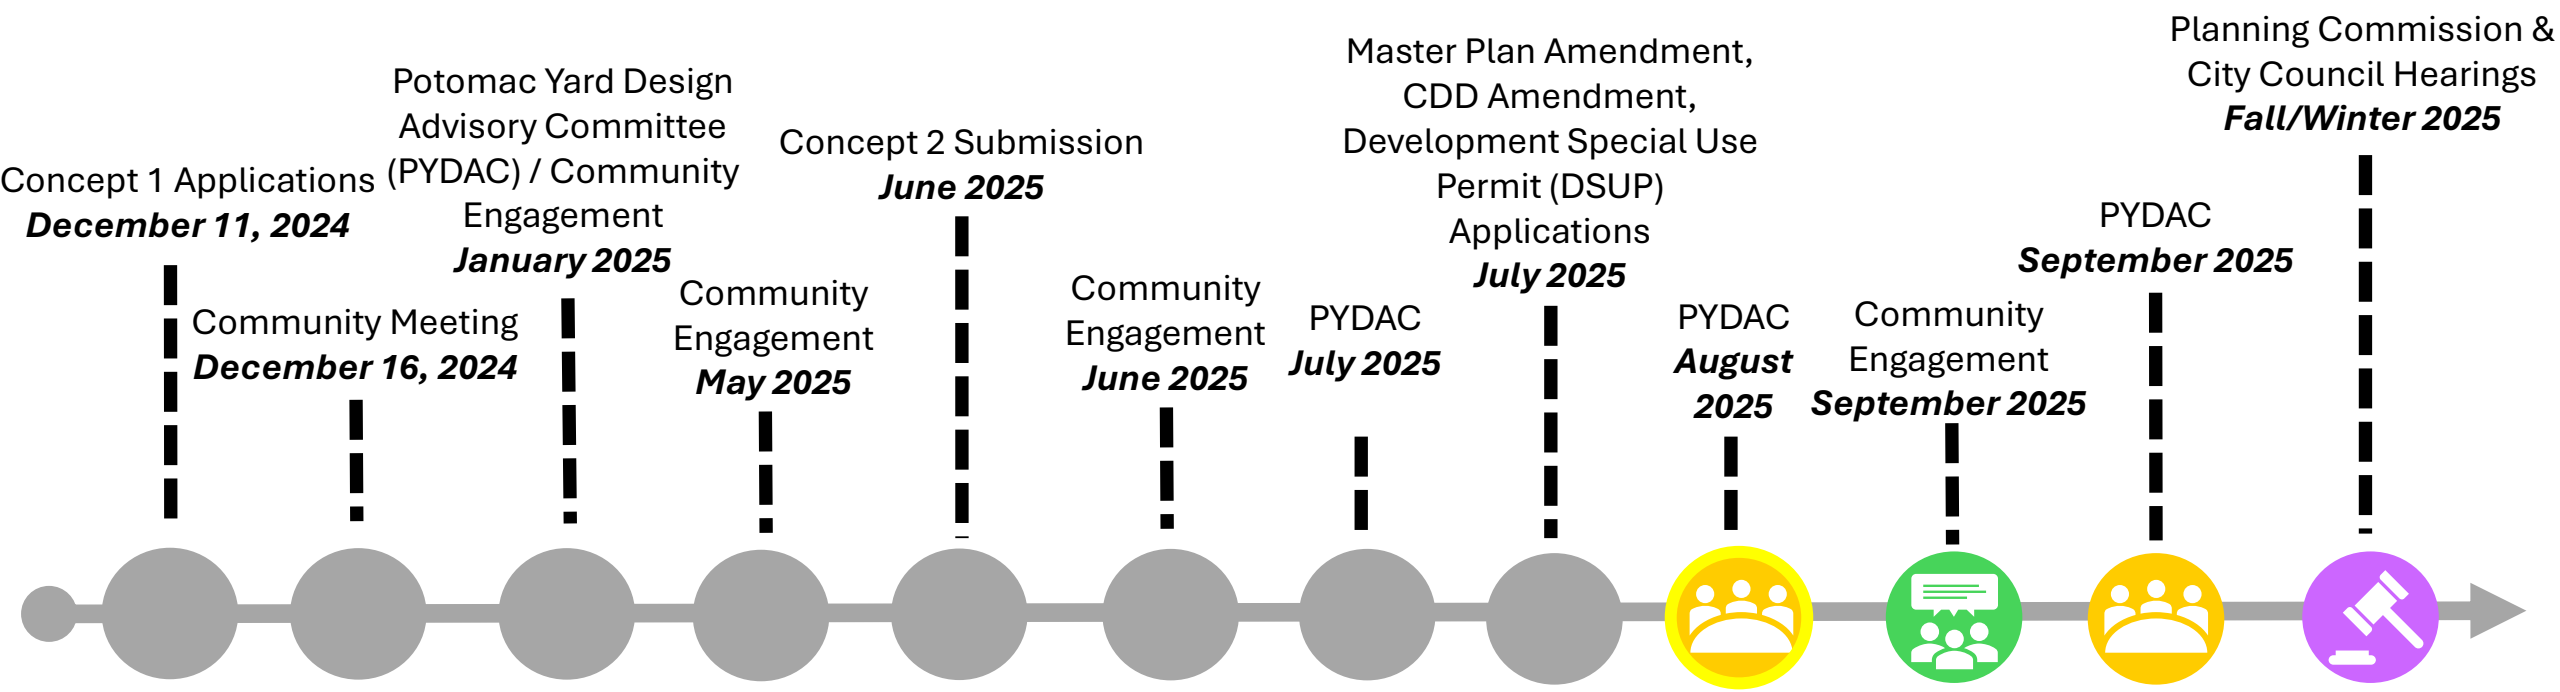 Concept 1 Applications
December 11, 2024
Community Meeting
December 16, 2024
Potomac Yard Design
Advisory Committee
(PYDAC) / Community
Engagement
January 2025
Community
Engagement
May 2025
Concept 2 Submission
June 2025
Community
Engagement
June 2025
PYDAC
July 2025
Master Plan Amendment,
CDD Amendment,
Development Special Use
Permit (DSUP)
Applications
July 2025
PYDAC
August
2025
Community
Engagement
September 2025
PYDAC
September 2025
Planning Commission &
City Council Hearings
Fall/Winter 2025